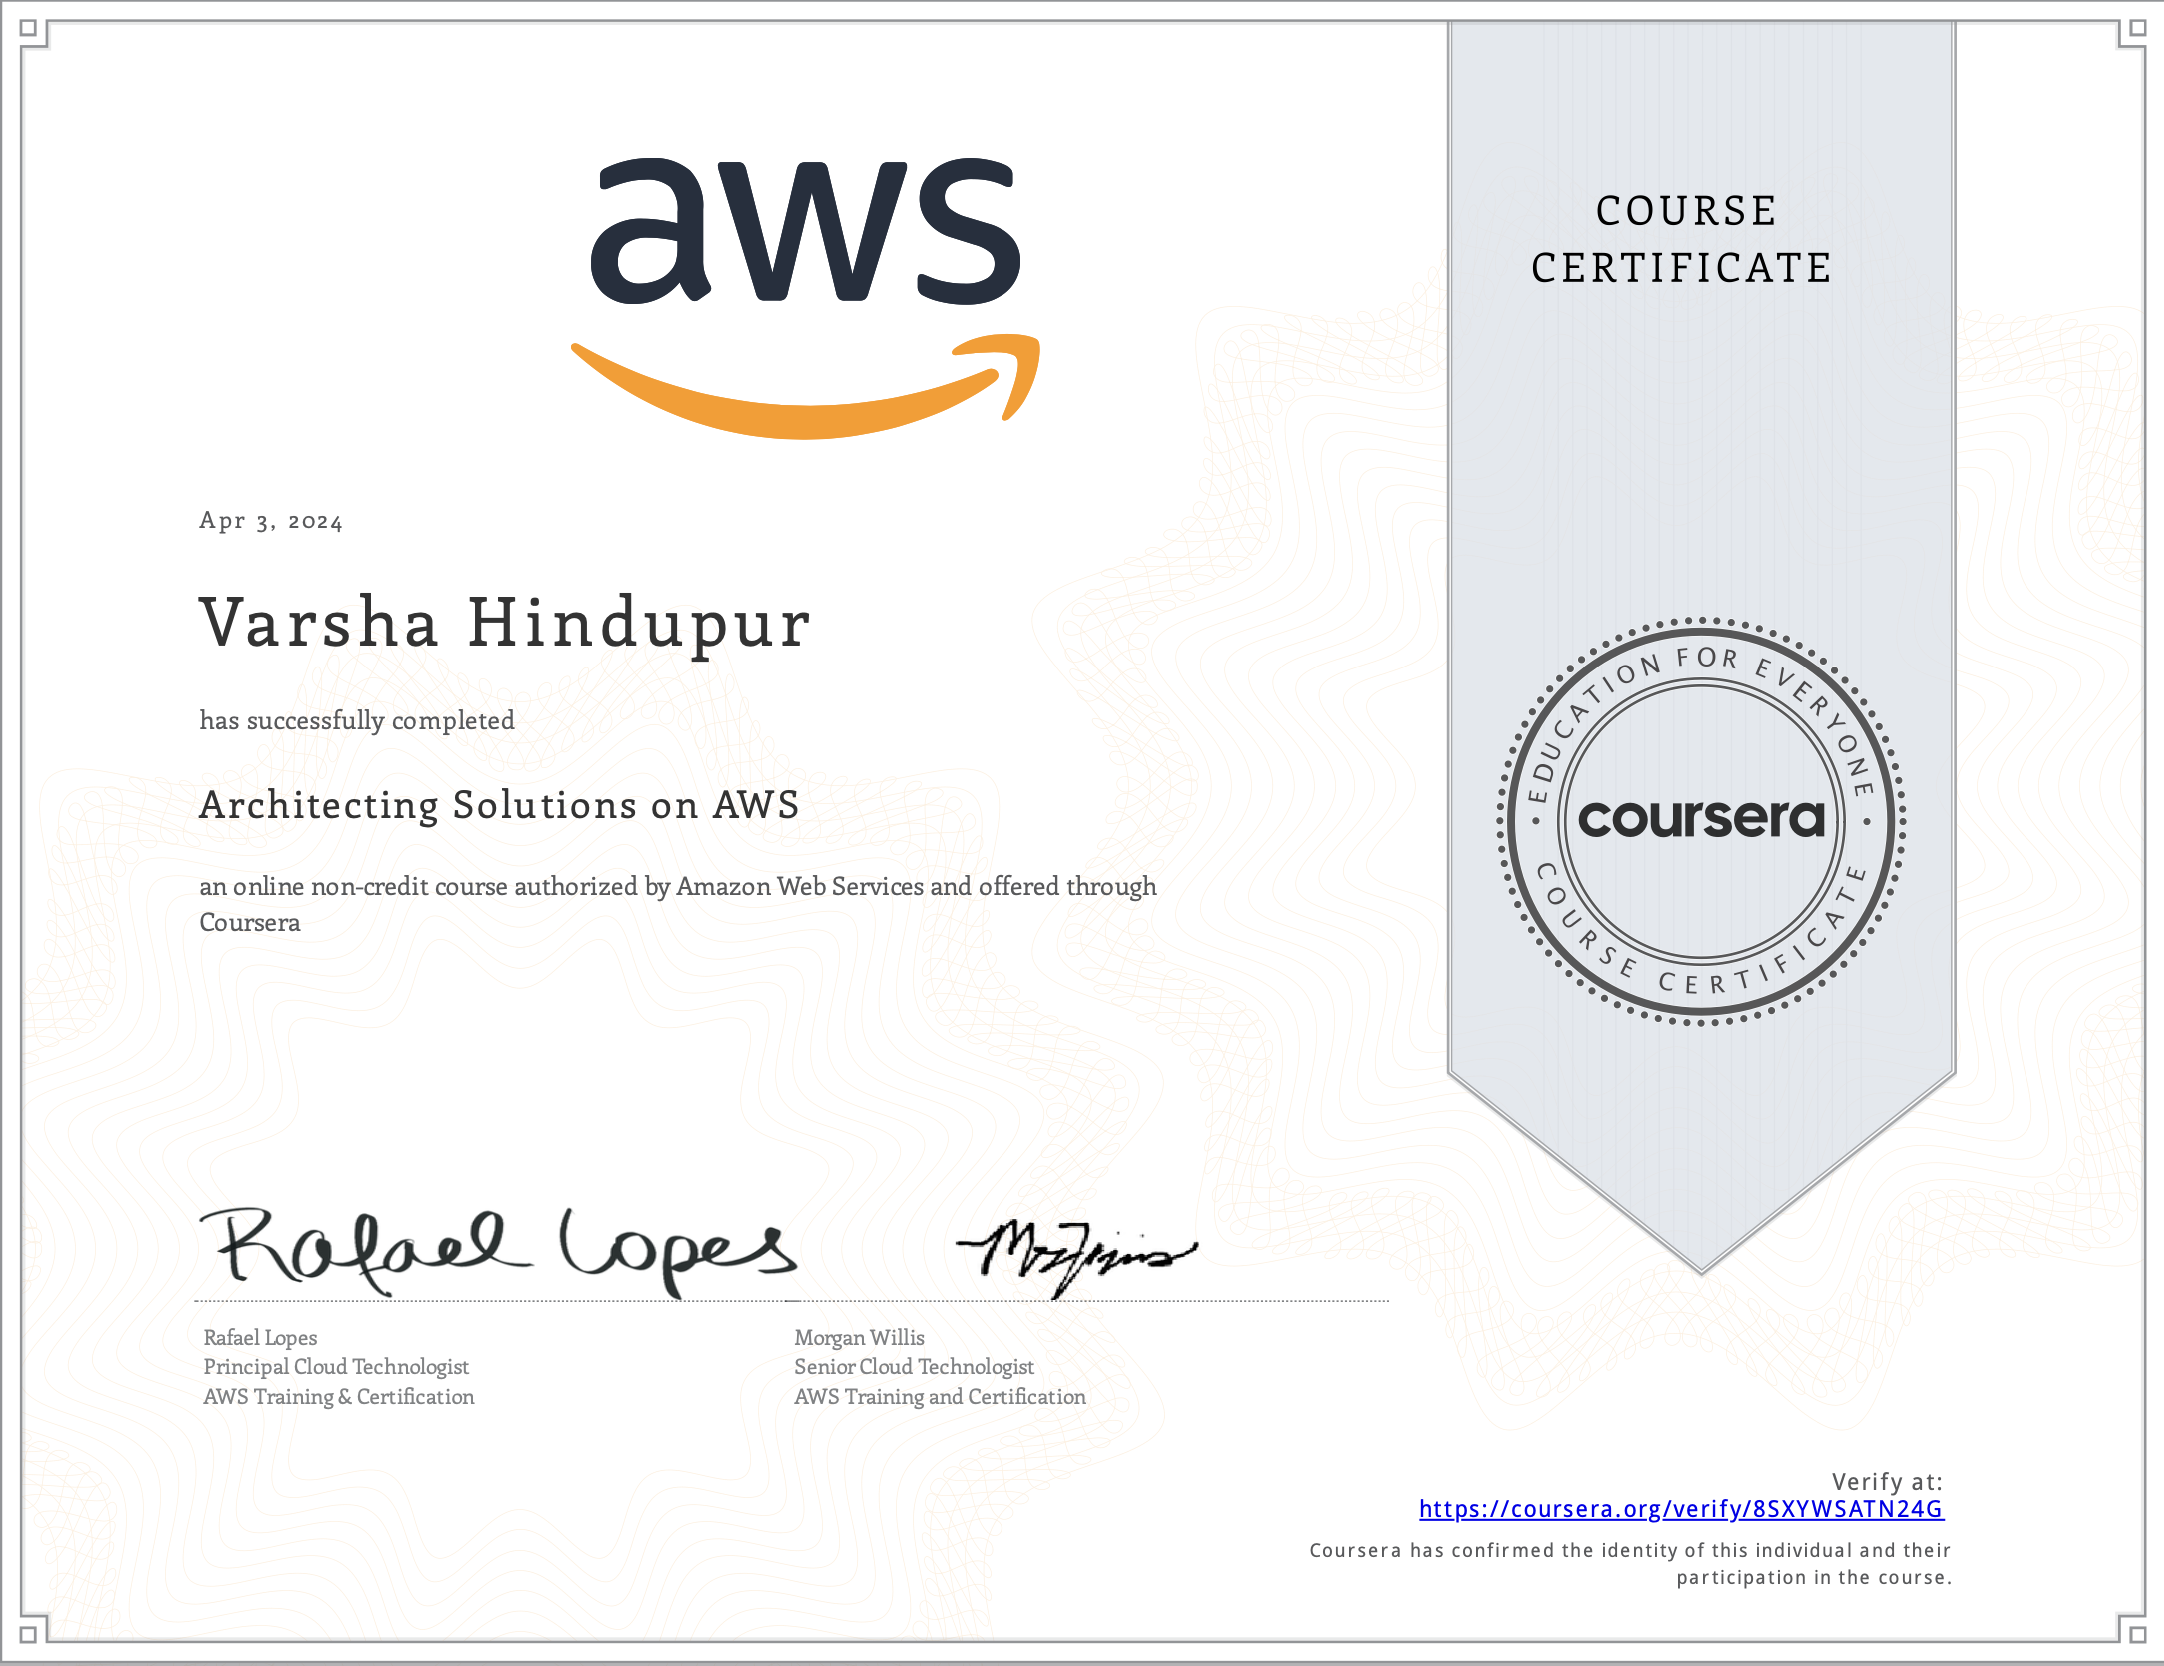 aws
COURSE
CERTIFICATE
Apr 3, 2024
Varsha Hindupur
has successfully completed
Architecting Solutions on AWS
an online non-credit course authorized by Amazon Web Services and offered through
Coursera
EDUCATION FOR EVERYONE
coursera
COURSE CERTIFICATE
Rafael Lopes
Rafael Lopes
Principal Cloud Technologist
AWS Training & Certification
Morgan Willis
Senior Cloud Technologist
AWS Training and Certification
Verify at:
https://coursera.org/verify/8SXYWSATN24G
Coursera has confirmed the identity of this individual and their
participation in the course.